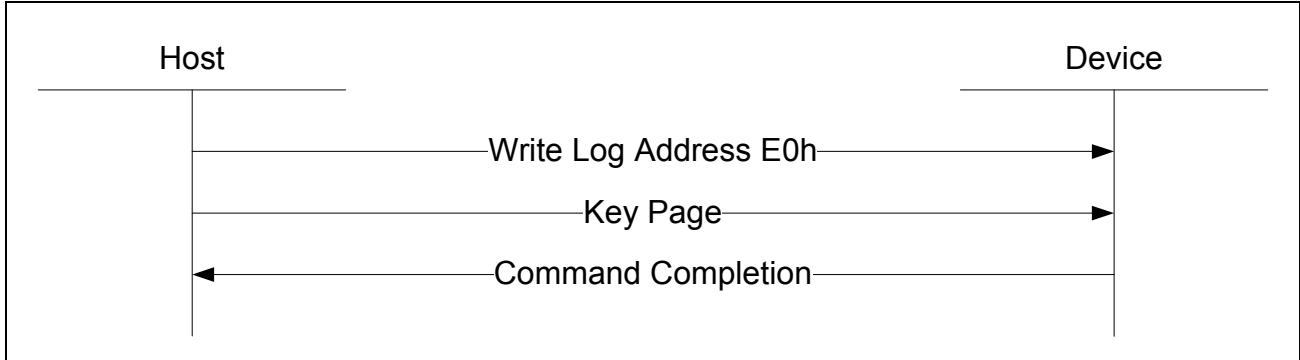 Host
Device
Write Log Address E0h
Key Page
Command Completion